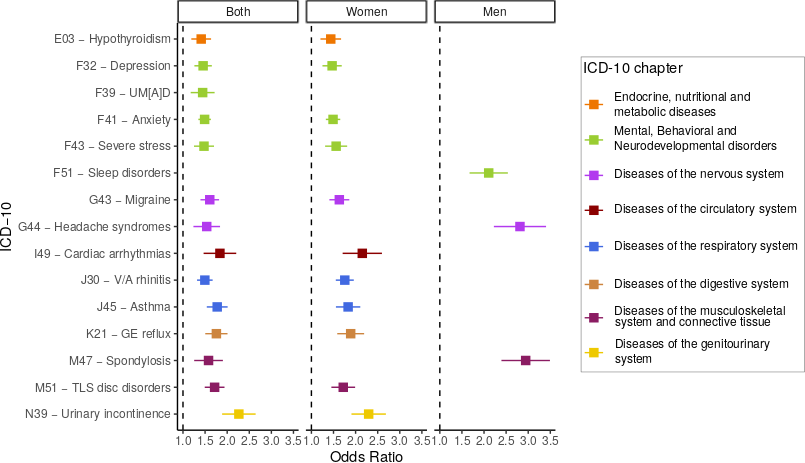 Both Women Men
E03 – Hypothyroidism
F32 – Depression
F39 – UM[A]D
F41 – Anxiety
F43 – Severe stress
F51 – Sleep disorders
G43 – Migraine
G44 – Headache syndromes
I49 – Cardiac arrhythmias
J30 – V/A rhinitis
J45 – Asthma
K21 – GE reflux
M47 – Spondylosis
M51 – TLS disc disorders
N39 – Urinary incontinence
ICD−10
1.0 1.5 2.0 2.5 3.0 3.5 1.0 1.5 2.0 2.5 3.0 3.5 1.0 1.5 2.0 2.5 3.0 3.5
Odds Ratio
ICD-10 chapter
Endocrine, nutritional and
metabolic diseases
Mental, Behavioral and
Neurodevelopmental disorders
Diseases of the nervous system
Diseases of the circulatory system
Diseases of the respiratory system
Diseases of the digestive system
Diseases of the musculoskeletal
system and connective tissue
Diseases of the genitourinary
system